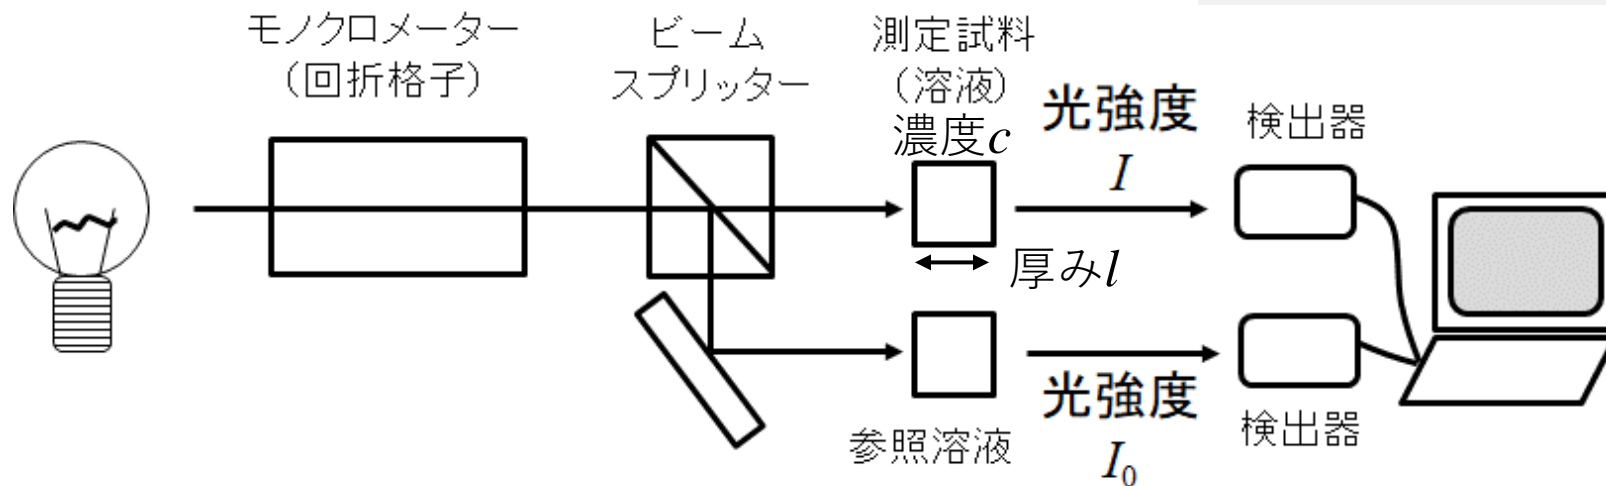 モノクロメーター
（回折格子）
ビーム
スプリッター
測定試料
（溶液）
濃度c
光強度
I
検出器
厚みl
参照溶液
光強度
I₀
検出器